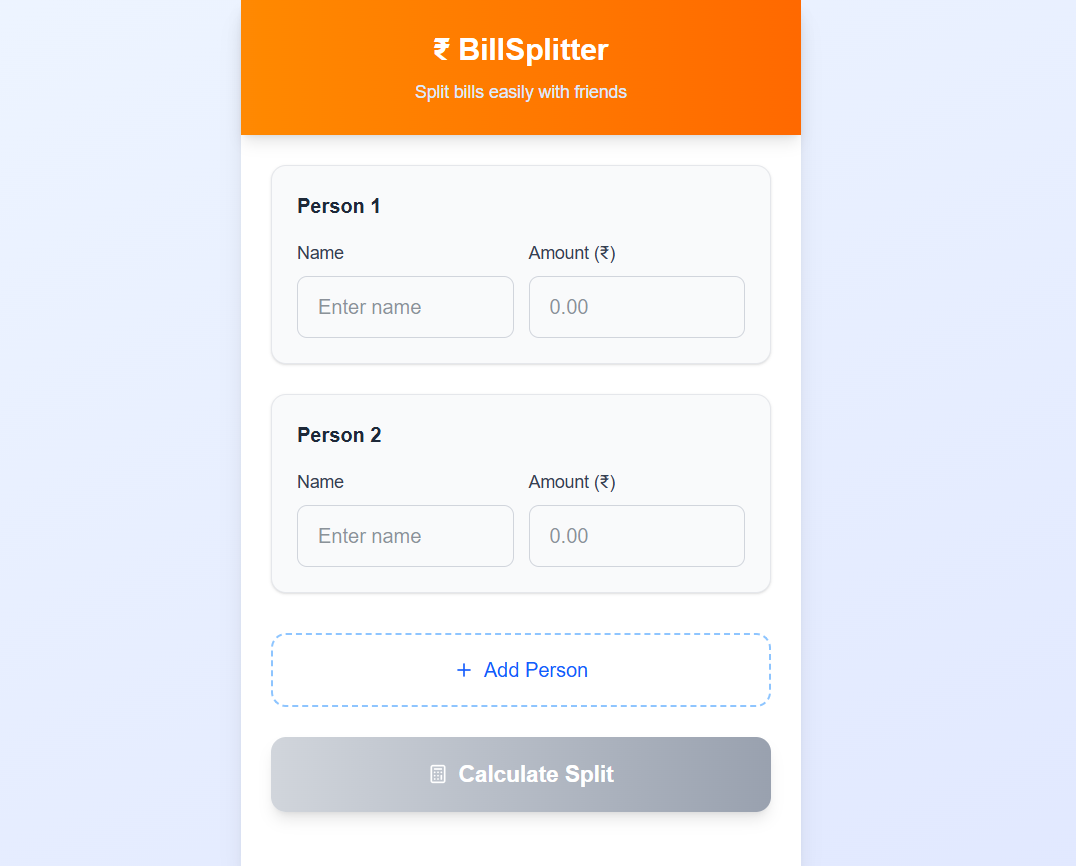 ₹ BillSplitter
Split bills easily with friends
Person 1
Name Amount (₹)
Enter name 0.00
Person 2
Name Amount (₹)
Enter name 0.00
+ Add Person
Calculate Split